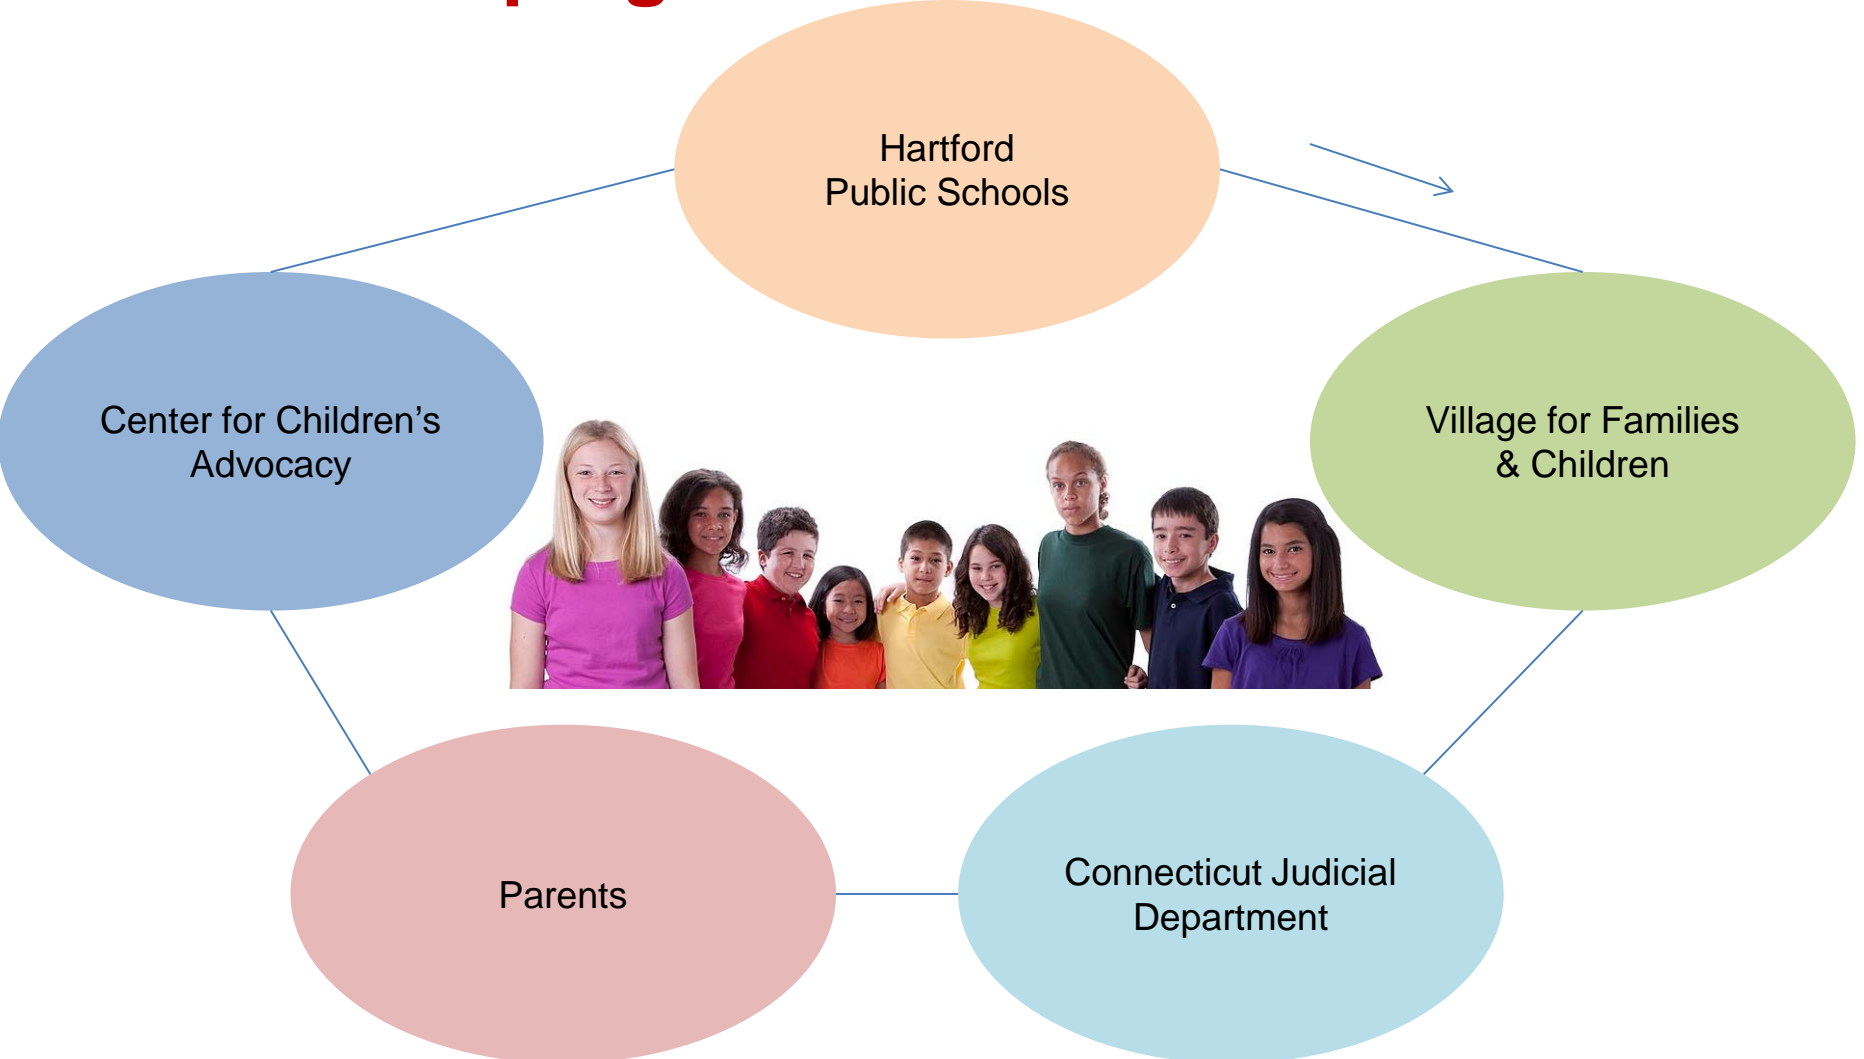 Hartford
Public Schools
Center for Children’s
Advocacy
Village for Families
& Children
Parents
Connecticut Judicial
Department